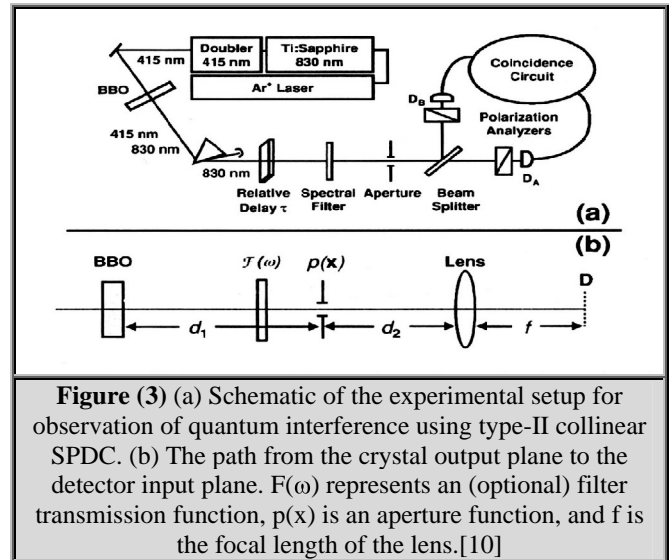 Doubler
415 nm
Ti:Sapphire
830 nm
415 nm
BBO
Ar⁺ Laser
Coincidence
Circuit
D_B
Polarization
Analyzers
415 nm
830 nm
830 nm
D_A
Relative
Delay τ
Spectral
Filter
Aperture
Beam
Splitter
(a)
(b)
BBO
𝒯(ω)
p(x)
Lens
D
d₁
d₂
f
Figure (3) (a) Schematic of the experimental setup for
observation of quantum interference using type-II collinear
SPDC. (b) The path from the crystal output plane to the
detector input plane. F(ω) represents an (optional) filter
transmission function, p(x) is an aperture function, and f is
the focal length of the lens.[10]